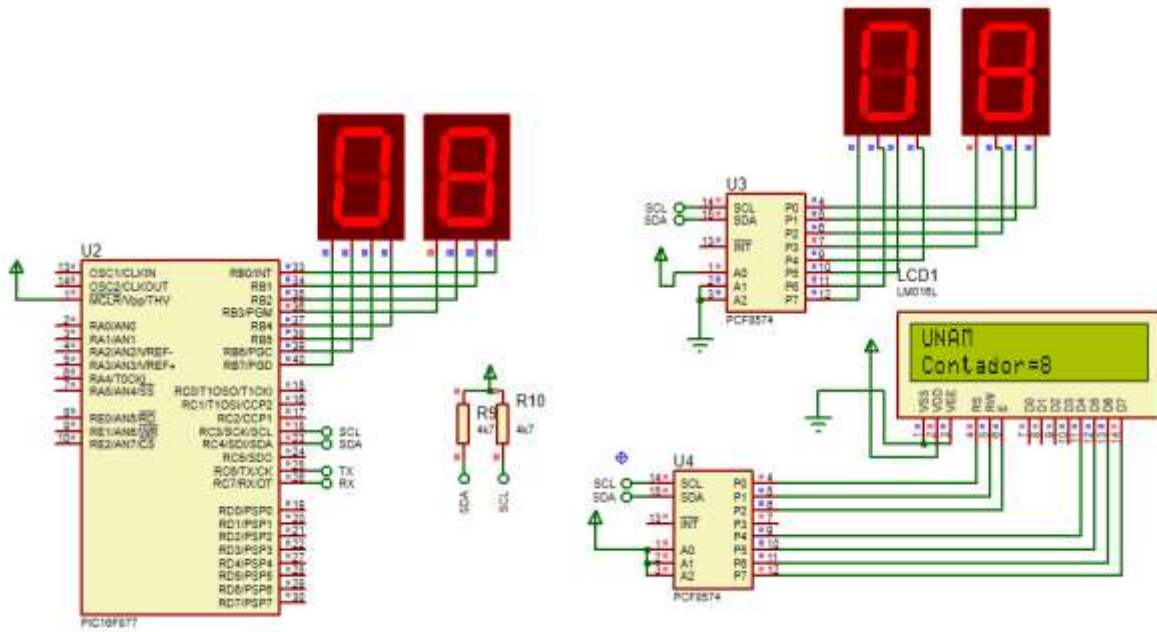 U2
OSC1/CLKIN
OSC2/CLKOUT
MCLR/Vpp/THV
RA0/AN0
RA1/AN1
RA2/AN2/VREF-
RA3/AN3/VREF+
RA4/T0CKI
RA5/AN4/SS
RE0/AN5/RD
RE1/AN6/WR
RE2/AN7/CS
RB0/INT
RB1
RB2
RB3/PGM
RB4
RB5
RB6/PGC
RB7/PGD
RC0/T1OSO/T1CKI
RC1/T1OSI/CCP2
RC2/CCP1
RC3/SCK/SCL
RC4/SDI/SDA
RC5/SDO
RC6/TX/CK
RC7/RX/DT
RD0/PSP0
RD1/PSP1
RD2/PSP2
RD3/PSP3
RD4/PSP4
RD5/PSP5
RD6/PSP6
RD7/PSP7
PIC16F877
SCL
SDA
TX
RX
08
R9
4k7
R10
4k7
SDA
SCL
08
U3
SCL
SDA
SCL
SDA
INT
A0
A1
A2
P0
P1
P2
P3
P4
P5
P6
P7
PCF8574
LCD1
LM016L
UNAM
Contador=8
VSS
VDD
VEE
RS
RW
E
D0
D1
D2
D3
D4
D5
D6
D7
U4
SCL
SDA
SCL
SDA
INT
A0
A1
A2
P0
P1
P2
P3
P4
P5
P6
P7
PCF8574